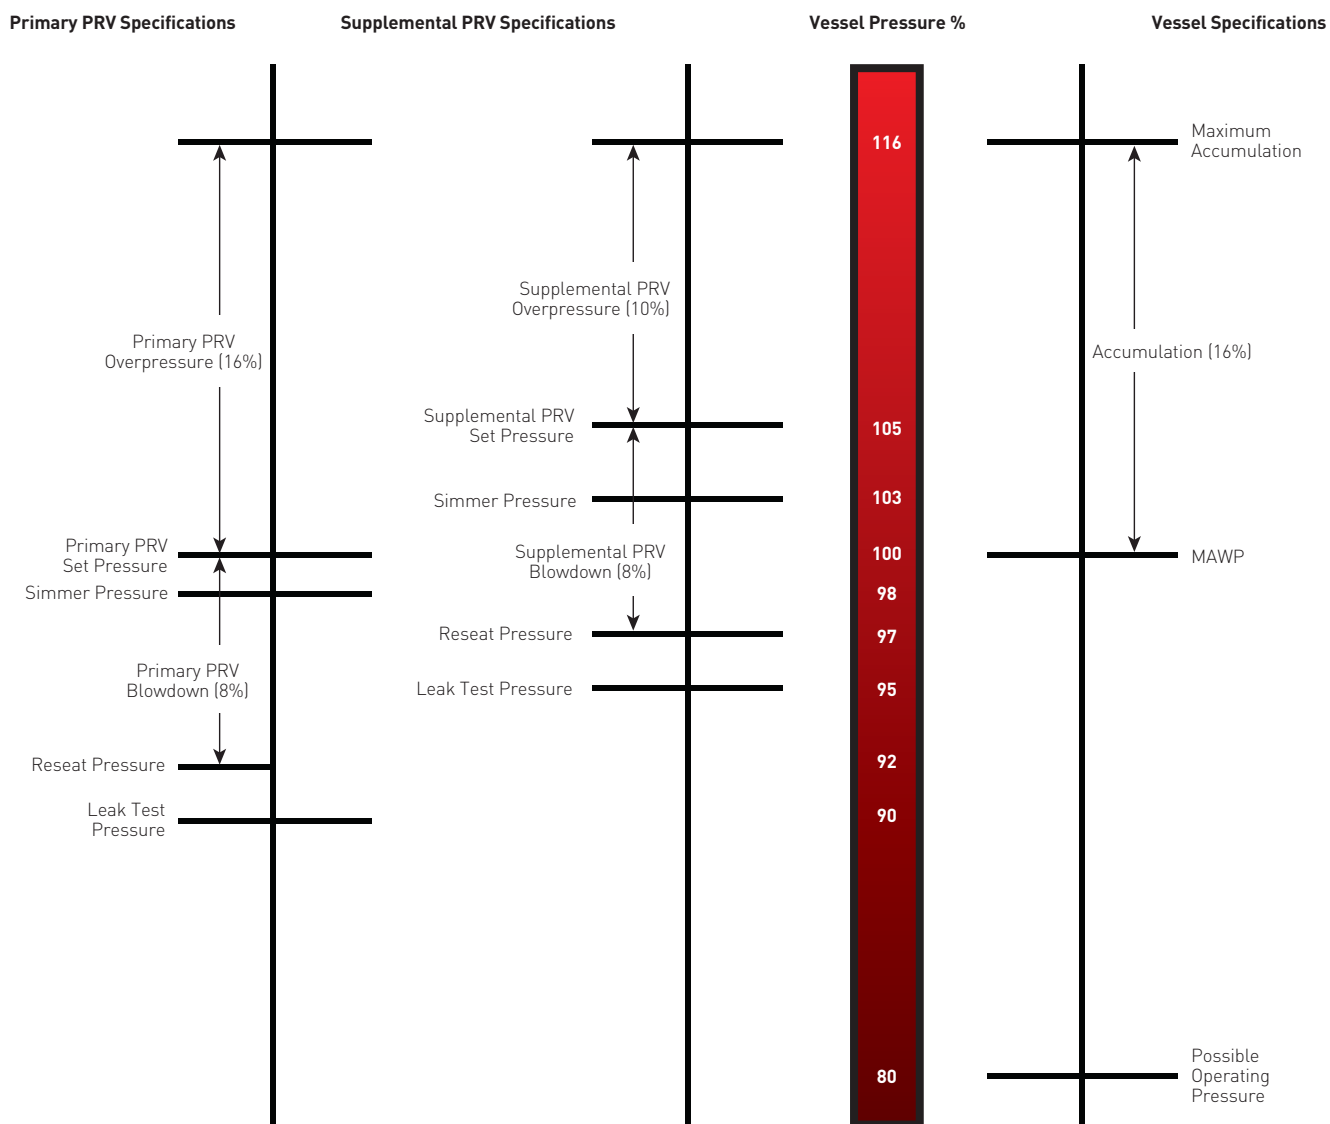 Primary PRV Specifications
Supplemental PRV Specifications
Vessel Pressure %
Vessel Specifications
Primary PRV
Overpressure (16%)
Primary PRV
Set Pressure
Simmer Pressure
Primary PRV
Blowdown (8%)
Reseat Pressure
Leak Test
Pressure
Supplemental PRV
Overpressure (10%)
Supplemental PRV
Set Pressure
Simmer Pressure
Supplemental PRV
Blowdown (8%)
Reseat Pressure
Leak Test Pressure
116
105
103
100
98
97
95
92
90
80
Maximum
Accumulation
Accumulation (16%)
MAWP
Possible
Operating
Pressure